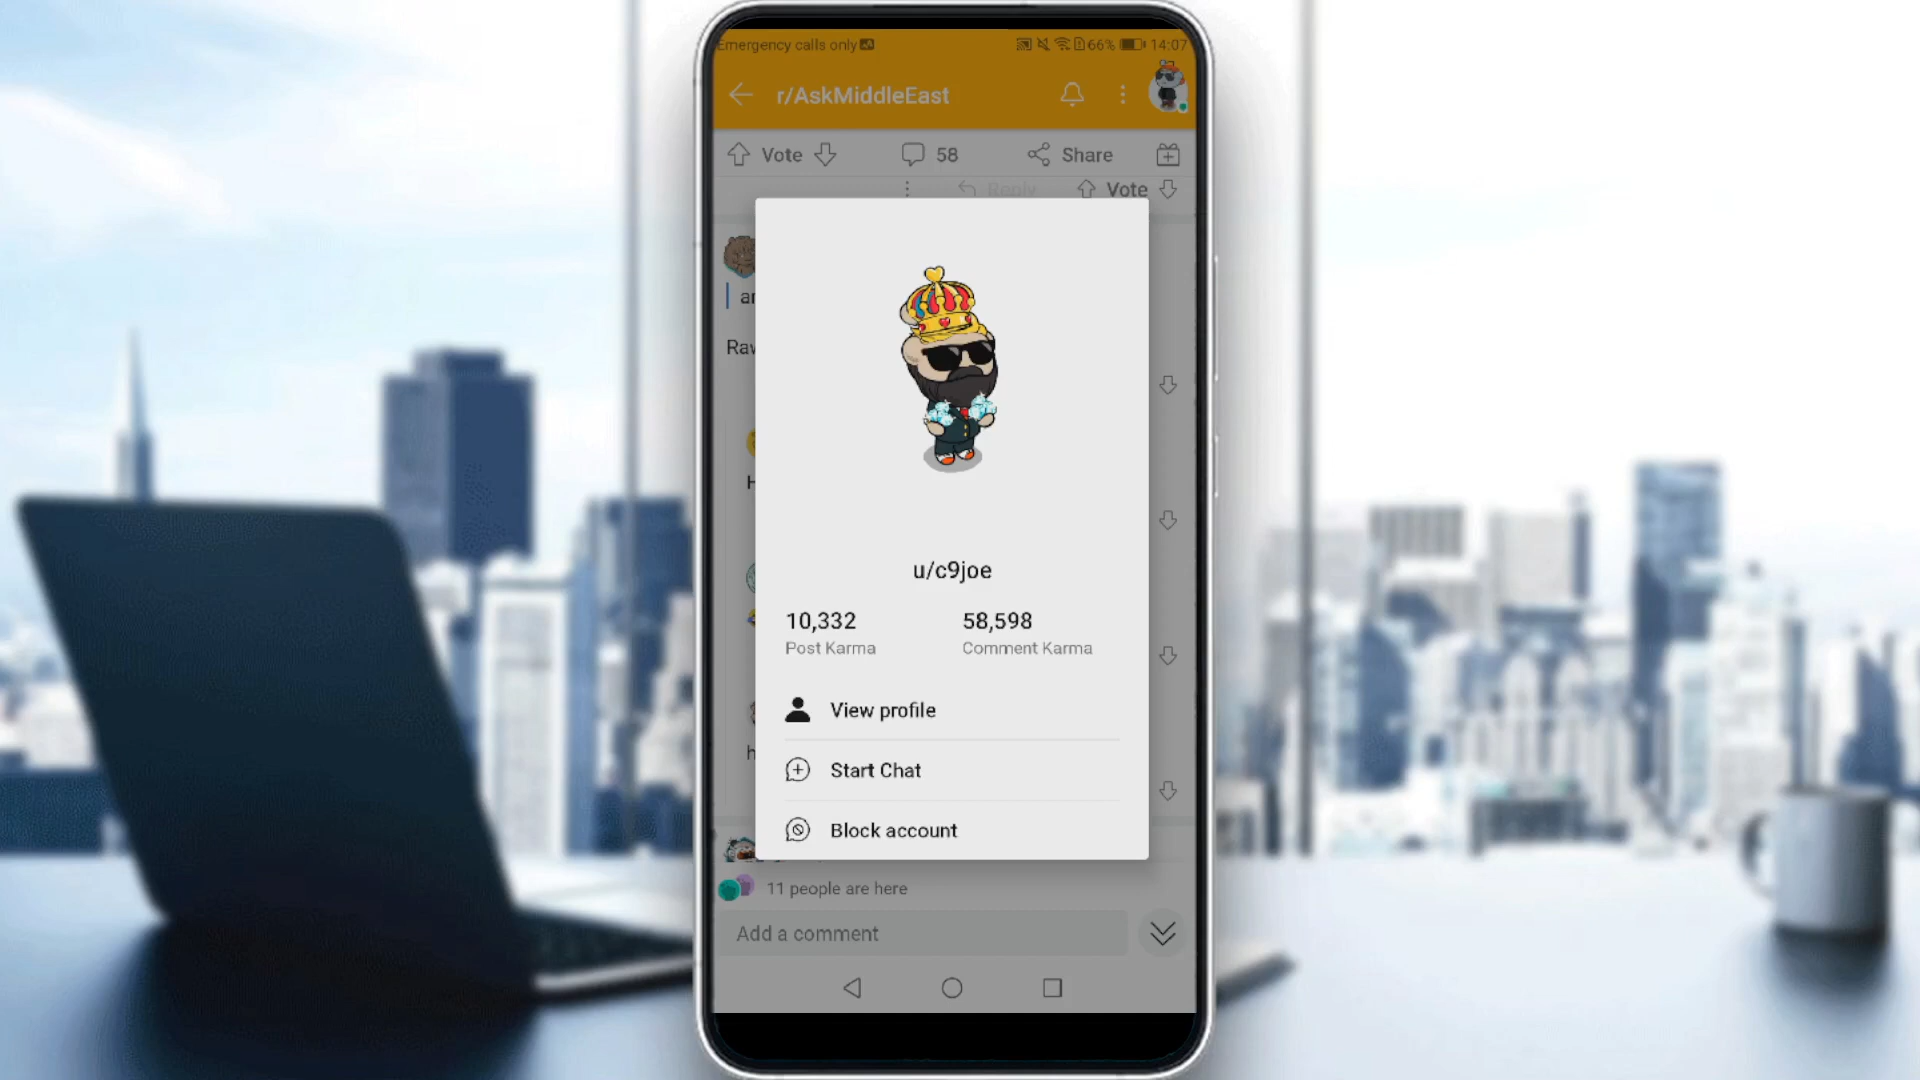 Emergency calls only
66% 14:07
r/AskMiddleEast
Vote 58 Share
Reply Vote
u/c9joe
10,332 58,598
Post Karma Comment Karma
View profile
Start Chat
Block account
11 people are here
Add a comment